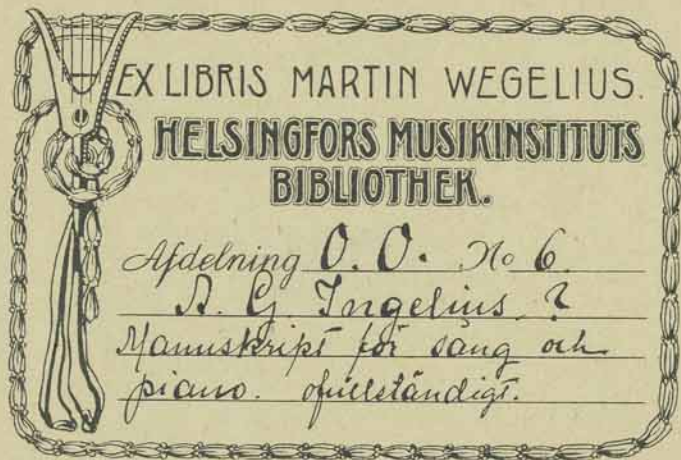 EX LIBRIS MARTIN WEGELIUS.
HELSINGFORS MUSIKINSTITUTS
BIBLIOTHEK.
Afdelning O. O. No 6.
A. G. Ingelius ?
Manuskript för sång och
piano. ofullständigt.